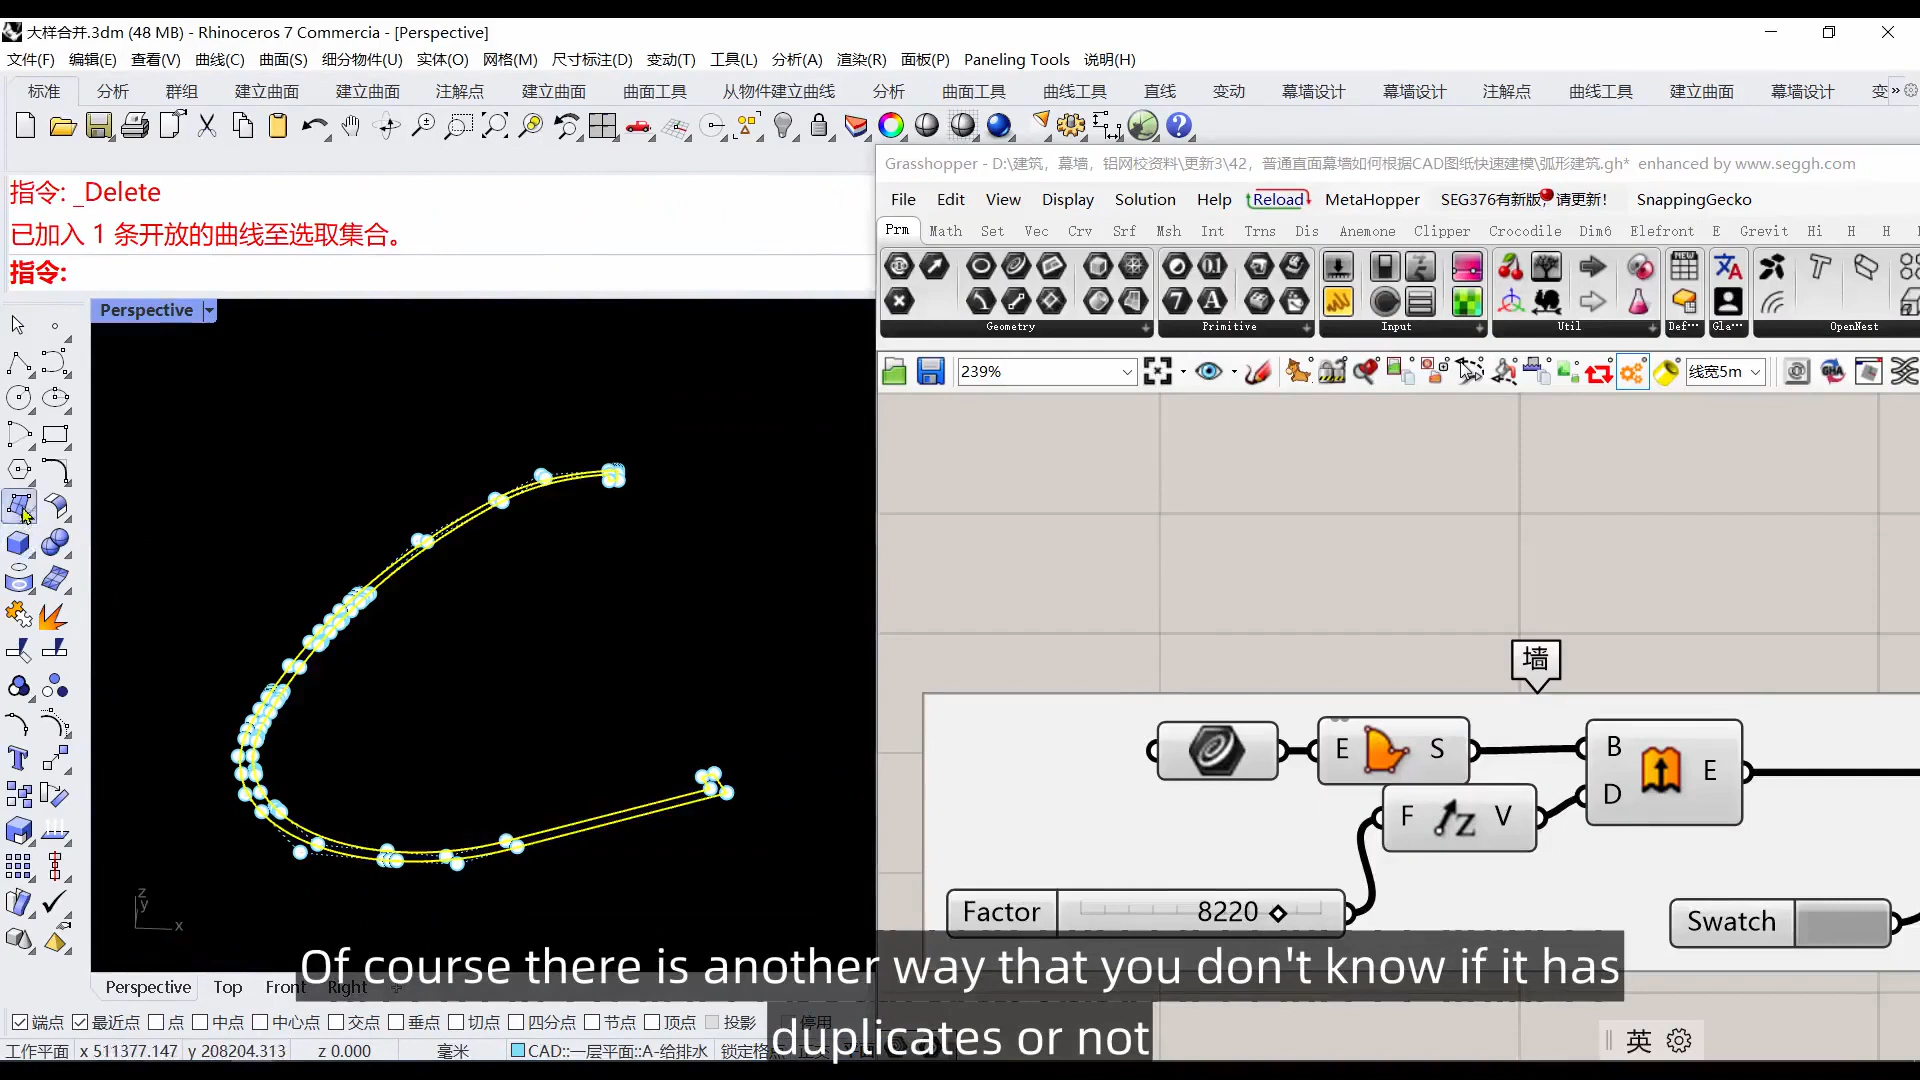 大样合并.3dm (48 MB) - Rhinoceros 7 Commercia - [Perspective]
文件(F) 编辑(E) 查看(V) 曲线(C) 曲面(S) 细分物件(U) 实体(O) 网格(M) 尺寸标注(D) 变动(T) 工具(L) 分析(A) 渲染(R) 面板(P) Paneling Tools 说明(H)
标准 分析 群组 建立曲面 建立曲面 注解点 建立曲面 曲面工具 从物件建立曲线 分析 曲面工具 曲线工具 直线 变动 幕墙设计 幕墙设计 注解点 曲线工具 建立曲面 幕墙设计 变 »
指令: _Delete
已加入 1 条开放的曲线至选取集合。
指令:
Grasshopper - D:\建筑，幕墙，铝网校资料\更新3\42，普通直面幕墙如何根据CAD图纸快速建模\弧形建筑.gh* enhanced by www.seggh.com
File Edit View Display Solution Help Reload MetaHopper SEG376有新版，请更新！ SnappingGecko
Prm Math Set Vec Crv Srf Msh Int Trns Dis Anemone Clipper Crocodile Dim6 Elefront E Grevit Hi H H
Geometry Primitive Input Util Def··· Gla··· OpenNest
239% 线宽5m
Perspective
墙
E S B D E
F V
Factor 8220
Swatch
z
y
x
Of course there is another way that you don't know if it has
duplicates or not
Perspective Top Front Right
端点 最近点 点 中点 中心点 交点 垂点 切点 四分点 节点 顶点 投影 停用
工作平面 x 511377.147 y 208204.313 z 0.000 毫米 CAD::一层平面::A-给排水 锁定格点 正交 平面
英